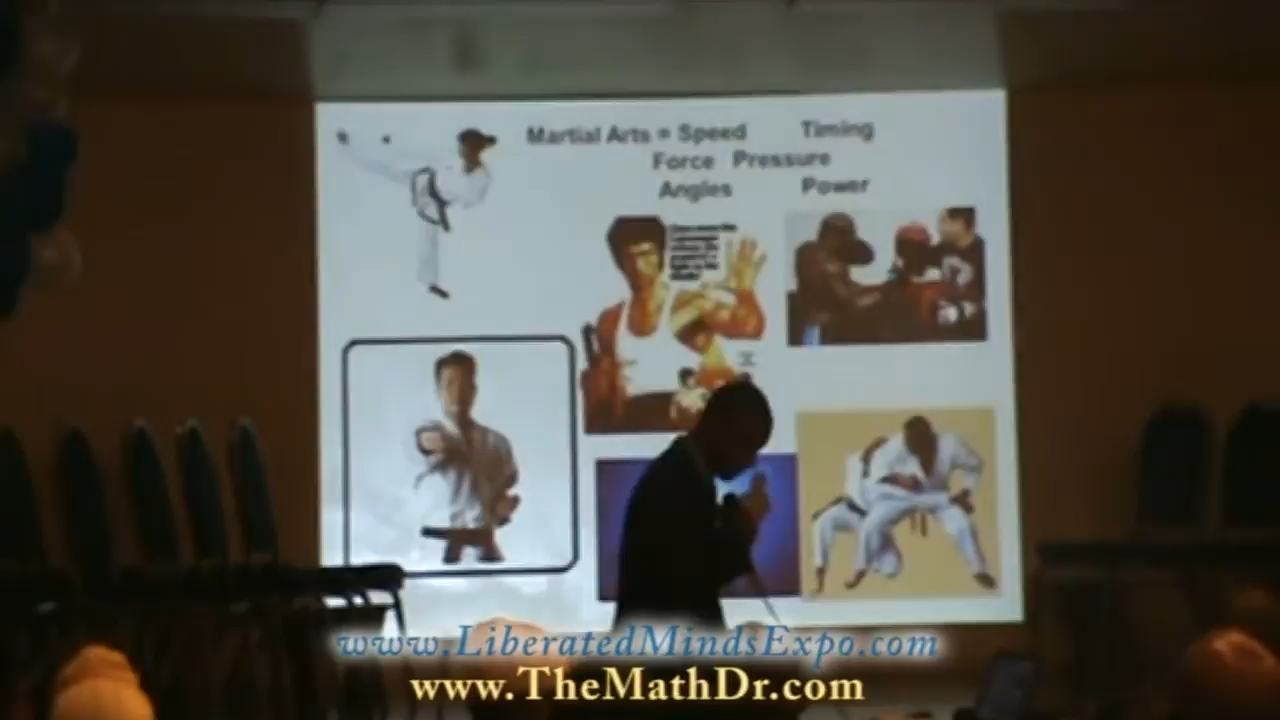 Martial Arts = Speed Timing
Force Pressure
Angles Power
www.LiberatedMindsExpo.com
www.TheMathDr.com